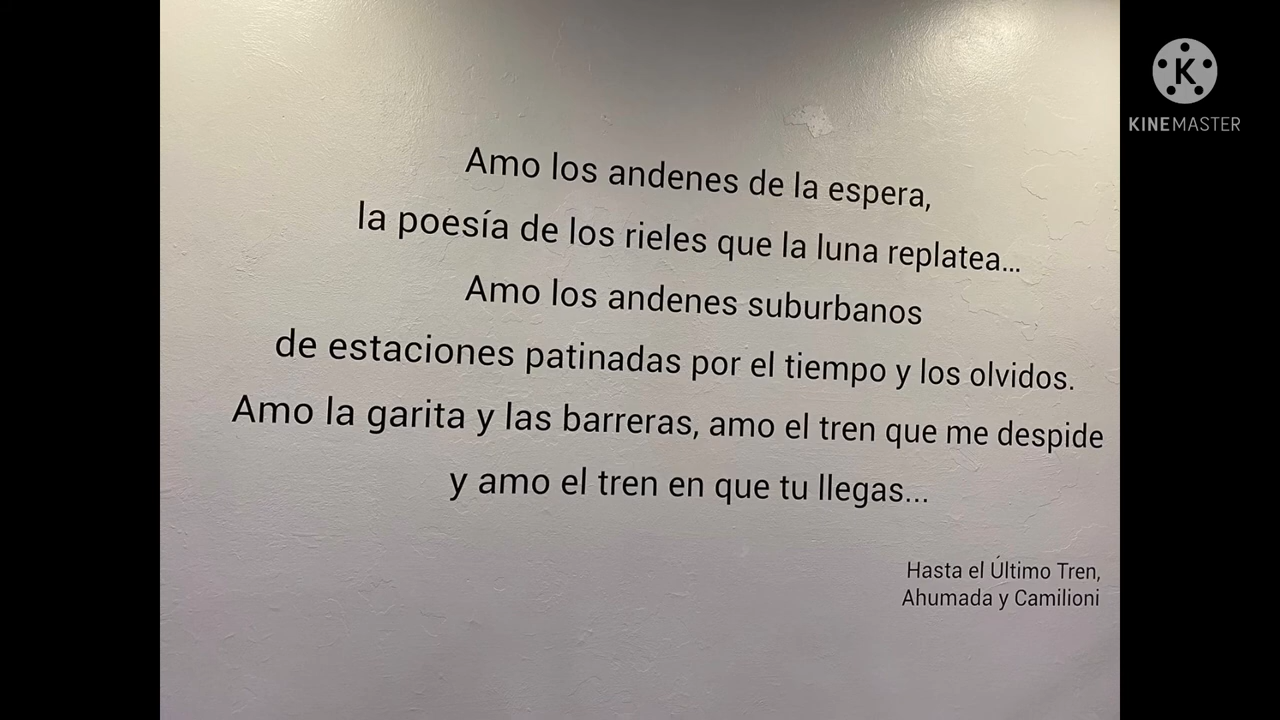 Amo los andenes de la espera,
la poesía de los rieles que la luna replatea...
Amo los andenes suburbanos
de estaciones patinadas por el tiempo y los olvidos.
Amo la garita y las barreras, amo el tren que me despide
y amo el tren en que tu llegas...
Hasta el Último Tren,
Ahumada y Camilioni
K
KINEMASTER